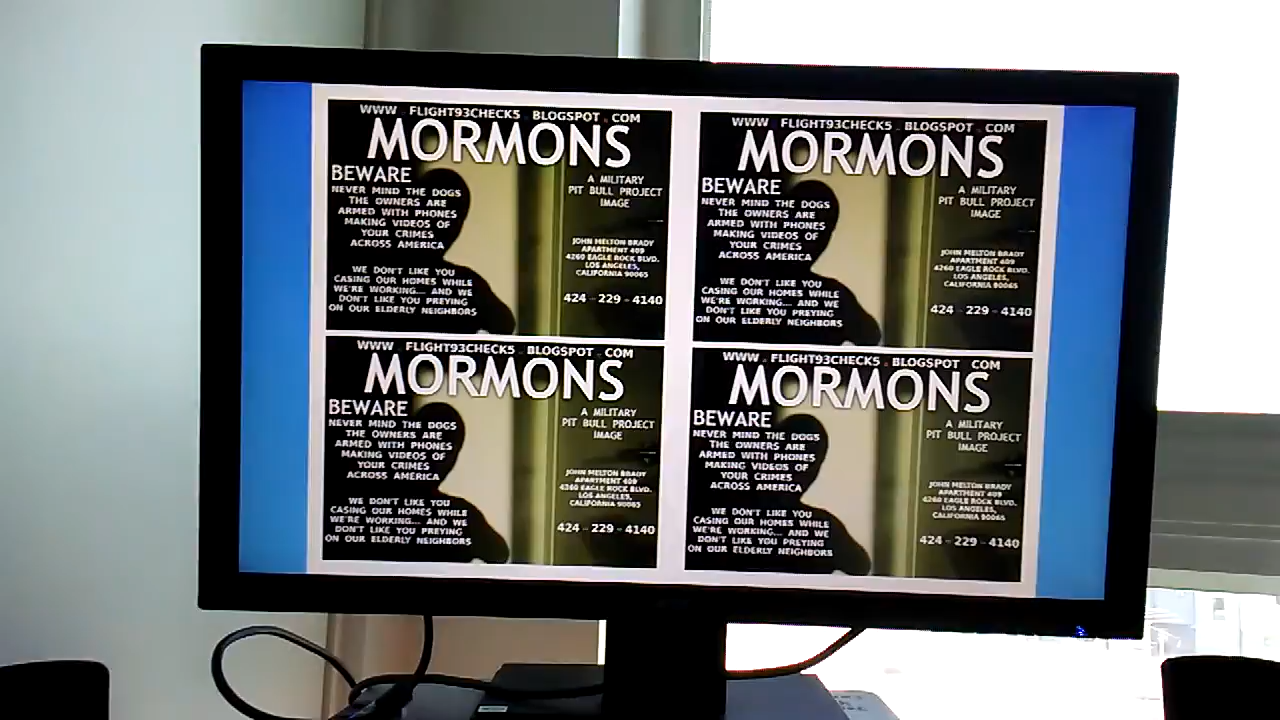 WWW . FLIGHT93CHECK5 . BLOGSPOT . COM
MORMONS
BEWARE
NEVER MIND THE DOGS
THE OWNERS ARE
ARMED WITH PHONES
MAKING VIDEOS OF
YOUR CRIMES
ACROSS AMERICA
WE DON'T LIKE YOU
CASING OUR HOMES WHILE
WE'RE WORKING... AND WE
DON'T LIKE YOU PREYING
ON OUR ELDERLY NEIGHBORS
A MILITARY
PIT BULL PROJECT
IMAGE
JOHN MELTON BRADY
APARTMENT 409
4260 EAGLE ROCK BLVD.
LOS ANGELES,
CALIFORNIA 90065
424 - 229 - 4140
WWW . FLIGHT93CHECK5 . BLOGSPOT . COM
MORMONS
BEWARE
NEVER MIND THE DOGS
THE OWNERS ARE
ARMED WITH PHONES
MAKING VIDEOS OF
YOUR CRIMES
ACROSS AMERICA
WE DON'T LIKE YOU
CASING OUR HOMES WHILE
WE'RE WORKING... AND WE
DON'T LIKE YOU PREYING
ON OUR ELDERLY NEIGHBORS
A MILITARY
PIT BULL PROJECT
IMAGE
JOHN MELTON BRADY
APARTMENT 409
4260 EAGLE ROCK BLVD.
LOS ANGELES,
CALIFORNIA 90065
424 - 229 - 4140
WWW . FLIGHT93CHECK5 . BLOGSPOT . COM
MORMONS
BEWARE
NEVER MIND THE DOGS
THE OWNERS ARE
ARMED WITH PHONES
MAKING VIDEOS OF
YOUR CRIMES
ACROSS AMERICA
WE DON'T LIKE YOU
CASING OUR HOMES WHILE
WE'RE WORKING... AND WE
DON'T LIKE YOU PREYING
ON OUR ELDERLY NEIGHBORS
A MILITARY
PIT BULL PROJECT
IMAGE
JOHN MELTON BRADY
APARTMENT 409
4260 EAGLE ROCK BLVD.
LOS ANGELES,
CALIFORNIA 90065
424 - 229 - 4140
WWW . FLIGHT93CHECK5 . BLOGSPOT . COM
MORMONS
BEWARE
NEVER MIND THE DOGS
THE OWNERS ARE
ARMED WITH PHONES
MAKING VIDEOS OF
YOUR CRIMES
ACROSS AMERICA
WE DON'T LIKE YOU
CASING OUR HOMES WHILE
WE'RE WORKING... AND WE
DON'T LIKE YOU PREYING
ON OUR ELDERLY NEIGHBORS
A MILITARY
PIT BULL PROJECT
IMAGE
JOHN MELTON BRADY
APARTMENT 409
4260 EAGLE ROCK BLVD.
LOS ANGELES,
CALIFORNIA 90065
424 - 229 - 4140